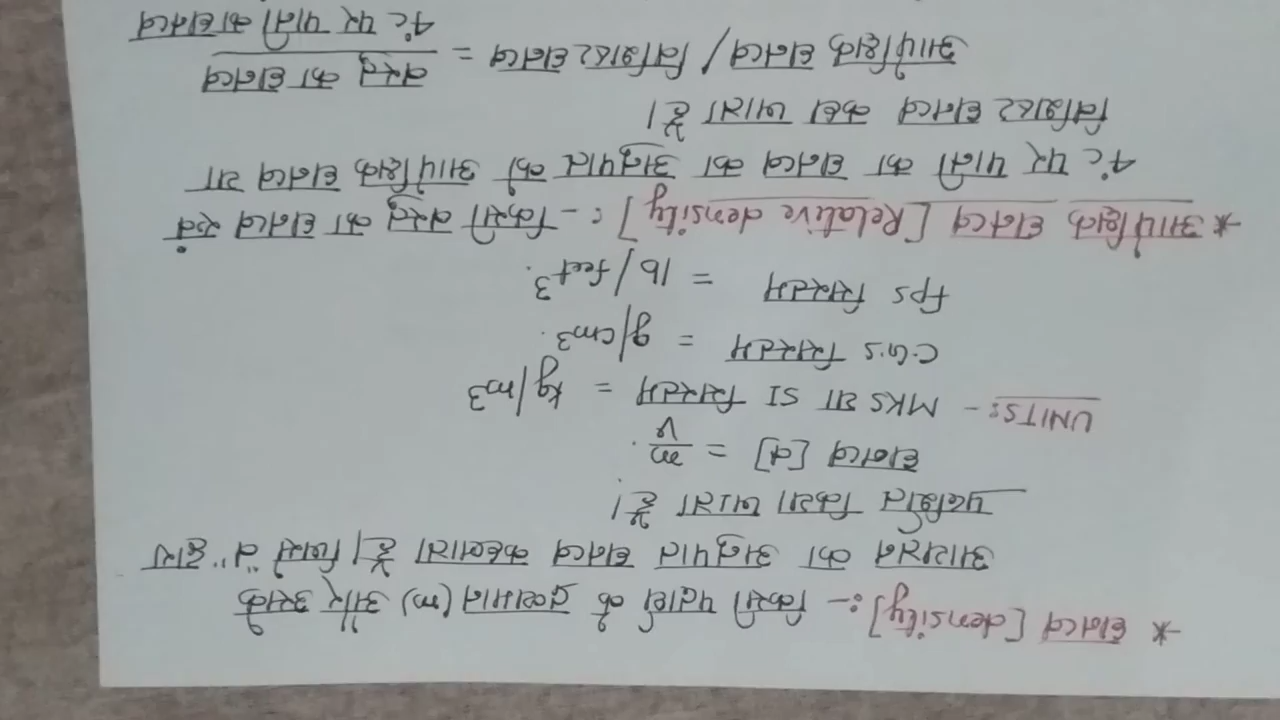 * घनत्व [density] :- किसी पदार्थ के द्रव्यमान (m) और उसके
आयतन का अनुपात घनत्व कहलाता है। जिसे "d" द्वारा
प्रदर्शित किया जाता है।
घनत्व [d] = m/V.
UNITS:- MKS या SI सिस्टम = kg/m³
C.G.S सिस्टम = g/cm³.
fps सिस्टम = lb/feet³.
* आपेक्षिक घनत्व [Relative density] :- किसी वस्तु का घनत्व एवं
4°c पर पानी का घनत्व का अनुपात को आपेक्षिक घनत्व या
विशिष्ट घनत्व कहा जाता है।
आपेक्षिक घनत्व / विशिष्ट घनत्व = वस्तु का घनत्व
4°c पर पानी का घनत्व